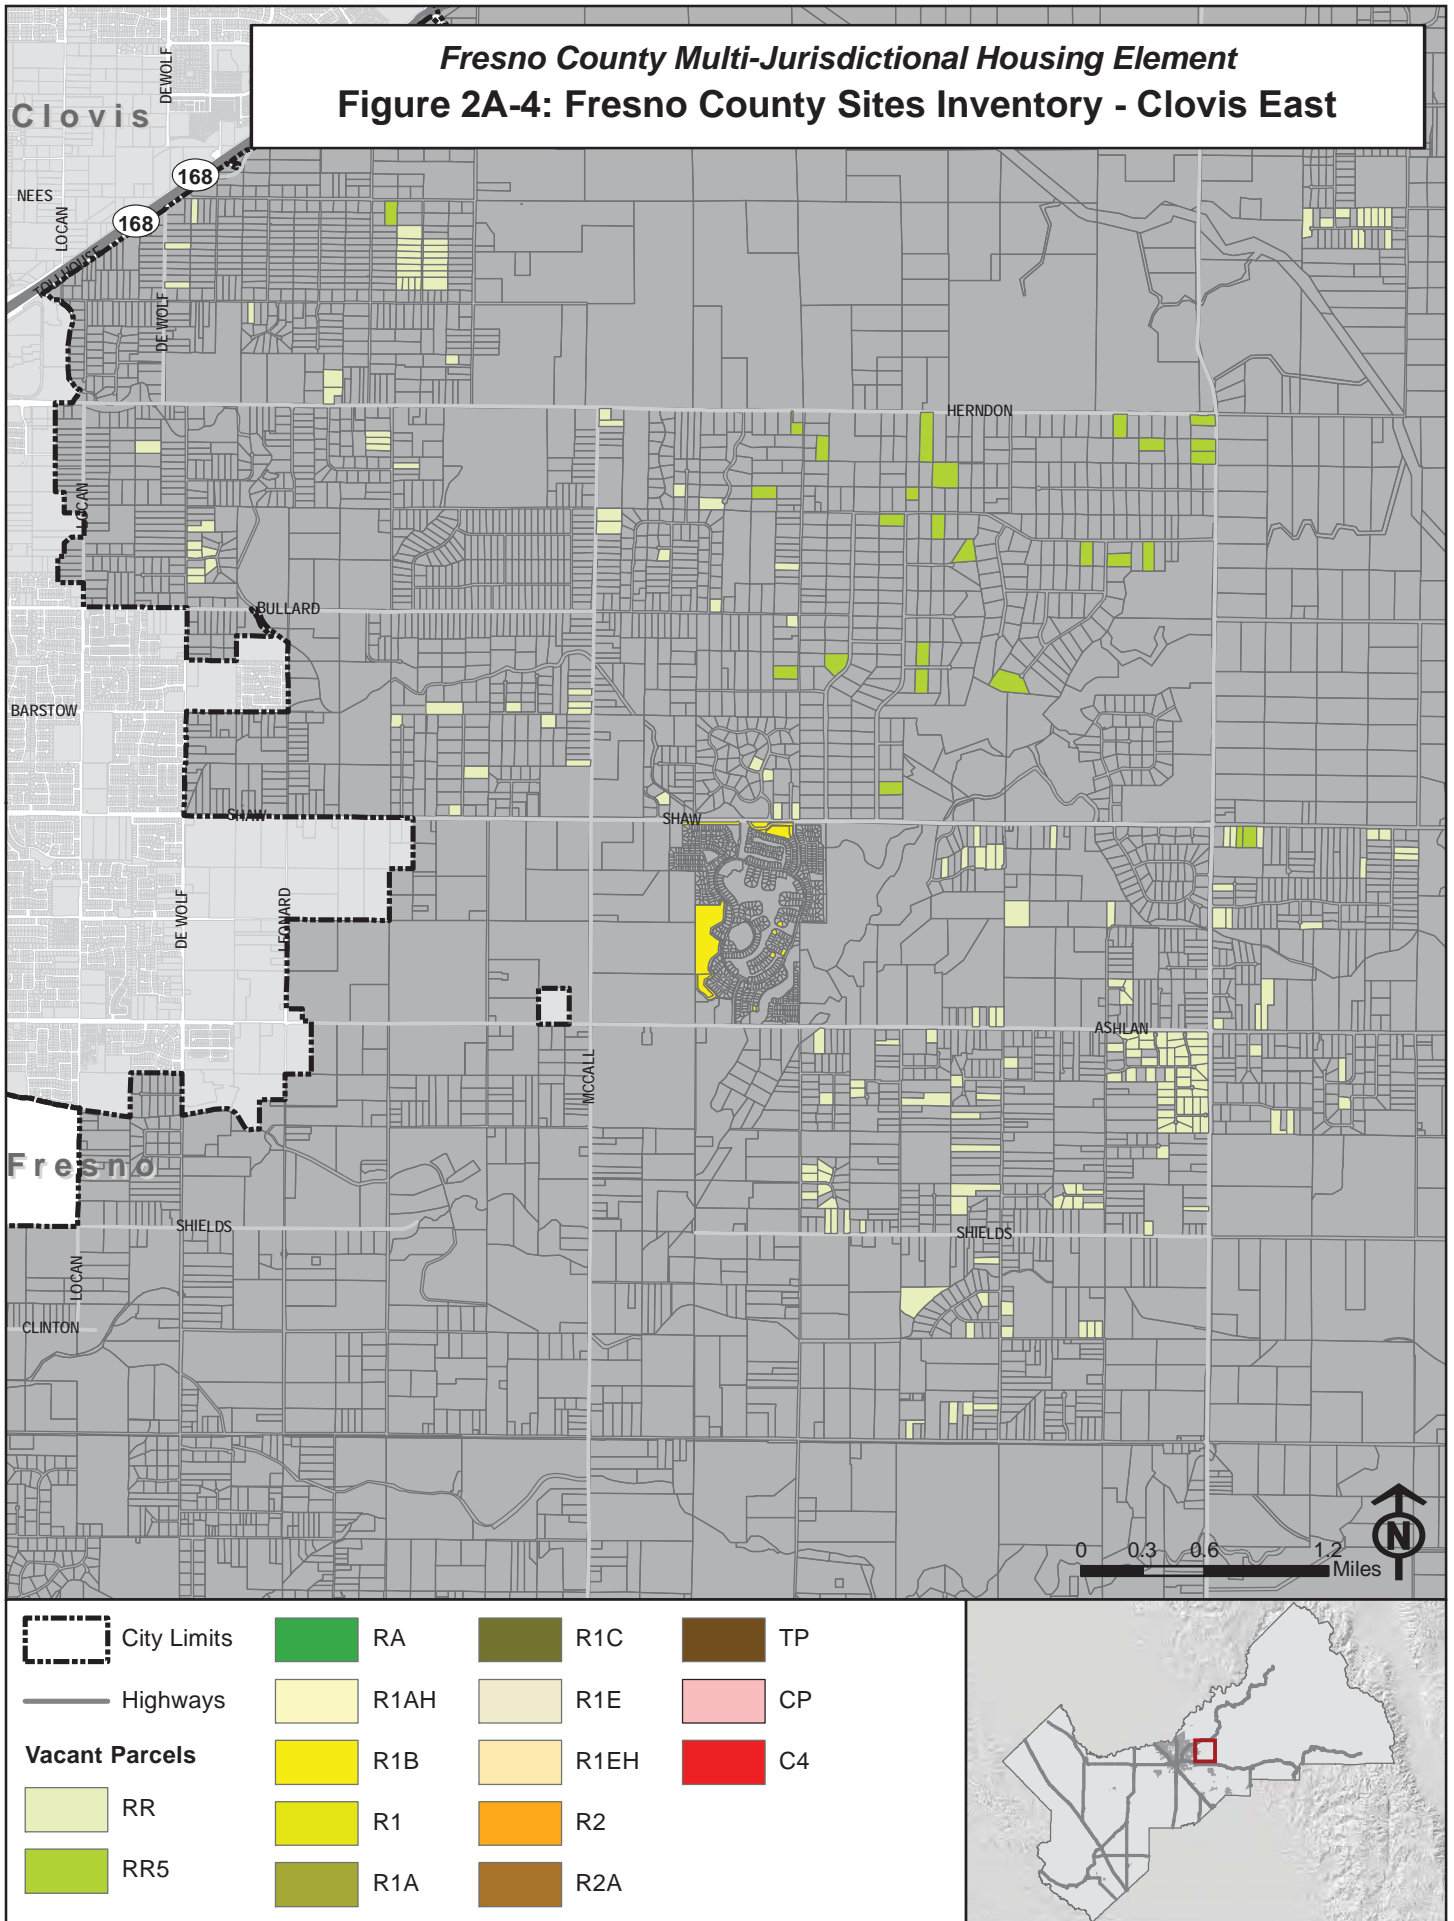 Fresno County Multi-Jurisdictional Housing Element
Figure 2A-4: Fresno County Sites Inventory - Clovis East
Clovis
DEWOLF
168
168
NEES
LOCAN
TOLLHOUSE
DE WOLF
HERNDON
LOCAN
BULLARD
BARSTOW
SHAW
SHAW
DE WOLF
LEONARD
MCCALL
ASHLAN
Fresno
SHIELDS
SHIELDS
LOCAN
CLINTON
N
0 0.3 0.6 1.2
Miles
City Limits
Highways
Vacant Parcels
RR
RR5
RA
R1AH
R1B
R1
R1A
R1C
R1E
R1EH
R2
R2A
TP
CP
C4